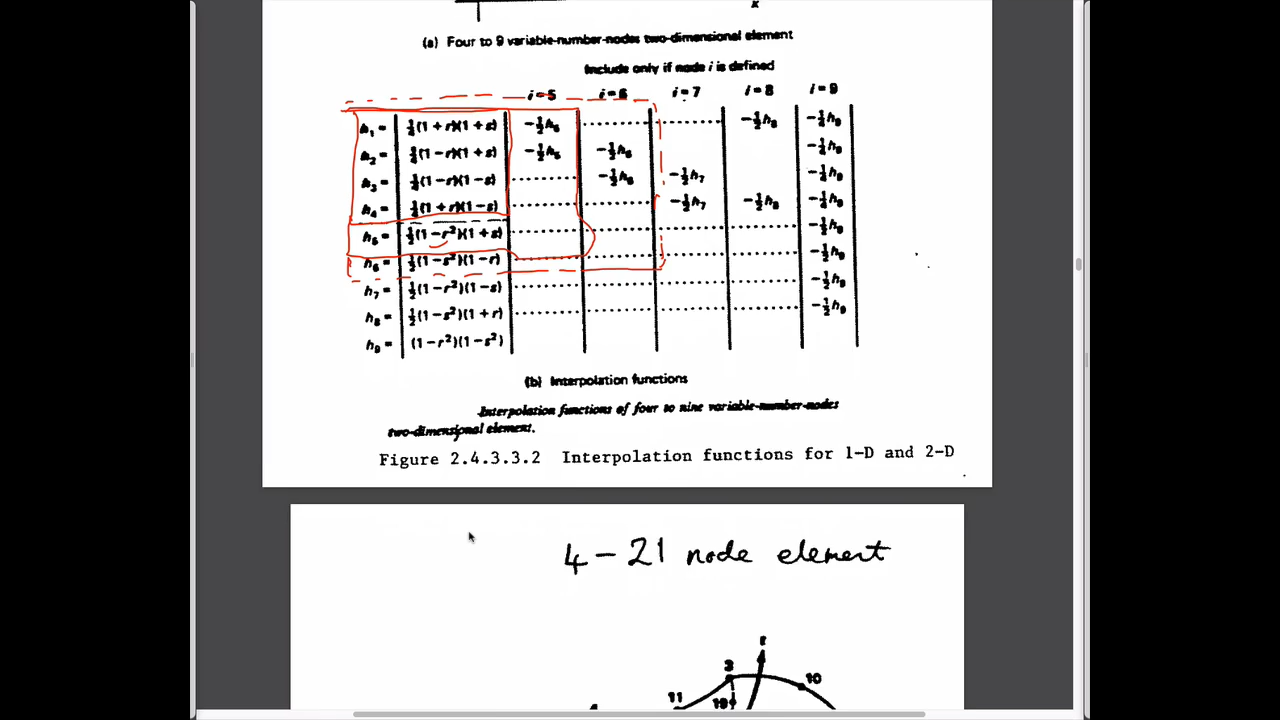 x
(a) Four to 9 variable-number-nodes two-dimensional element
Include only if node i is defined
i = 5 i = 6 i = 7 i = 8 i = 9
h₁ = ¼(1 + r)(1 + s) -½h₅ ........ -½h₈ -¼h₉
h₂ = ¼(1 − r)(1 + s) -½h₅ -½h₆ -¼h₉
h₃ = ¼(1 − r)(1 − s) ........ -½h₆ -½h₇ -¼h₉
h₄ = ¼(1 + r)(1 − s) ........ -½h₇ -½h₈ -¼h₉
h₅ = ½(1 − r²)(1 + s) ........ -½h₉
h₆ = ½(1 − s²)(1 − r) ........ -½h₉
h₇ = ½(1 − r²)(1 − s) ........ -½h₉
h₈ = ½(1 − s²)(1 + r) ........ -½h₉
h₉ = (1 − r²)(1 − s²)
(b) Interpolation functions
Interpolation functions of four to nine variable-number-nodes
two-dimensional element.
Figure 2.4.3.3.2 Interpolation functions for 1-D and 2-D
4 - 21 node element
3
10
11
19